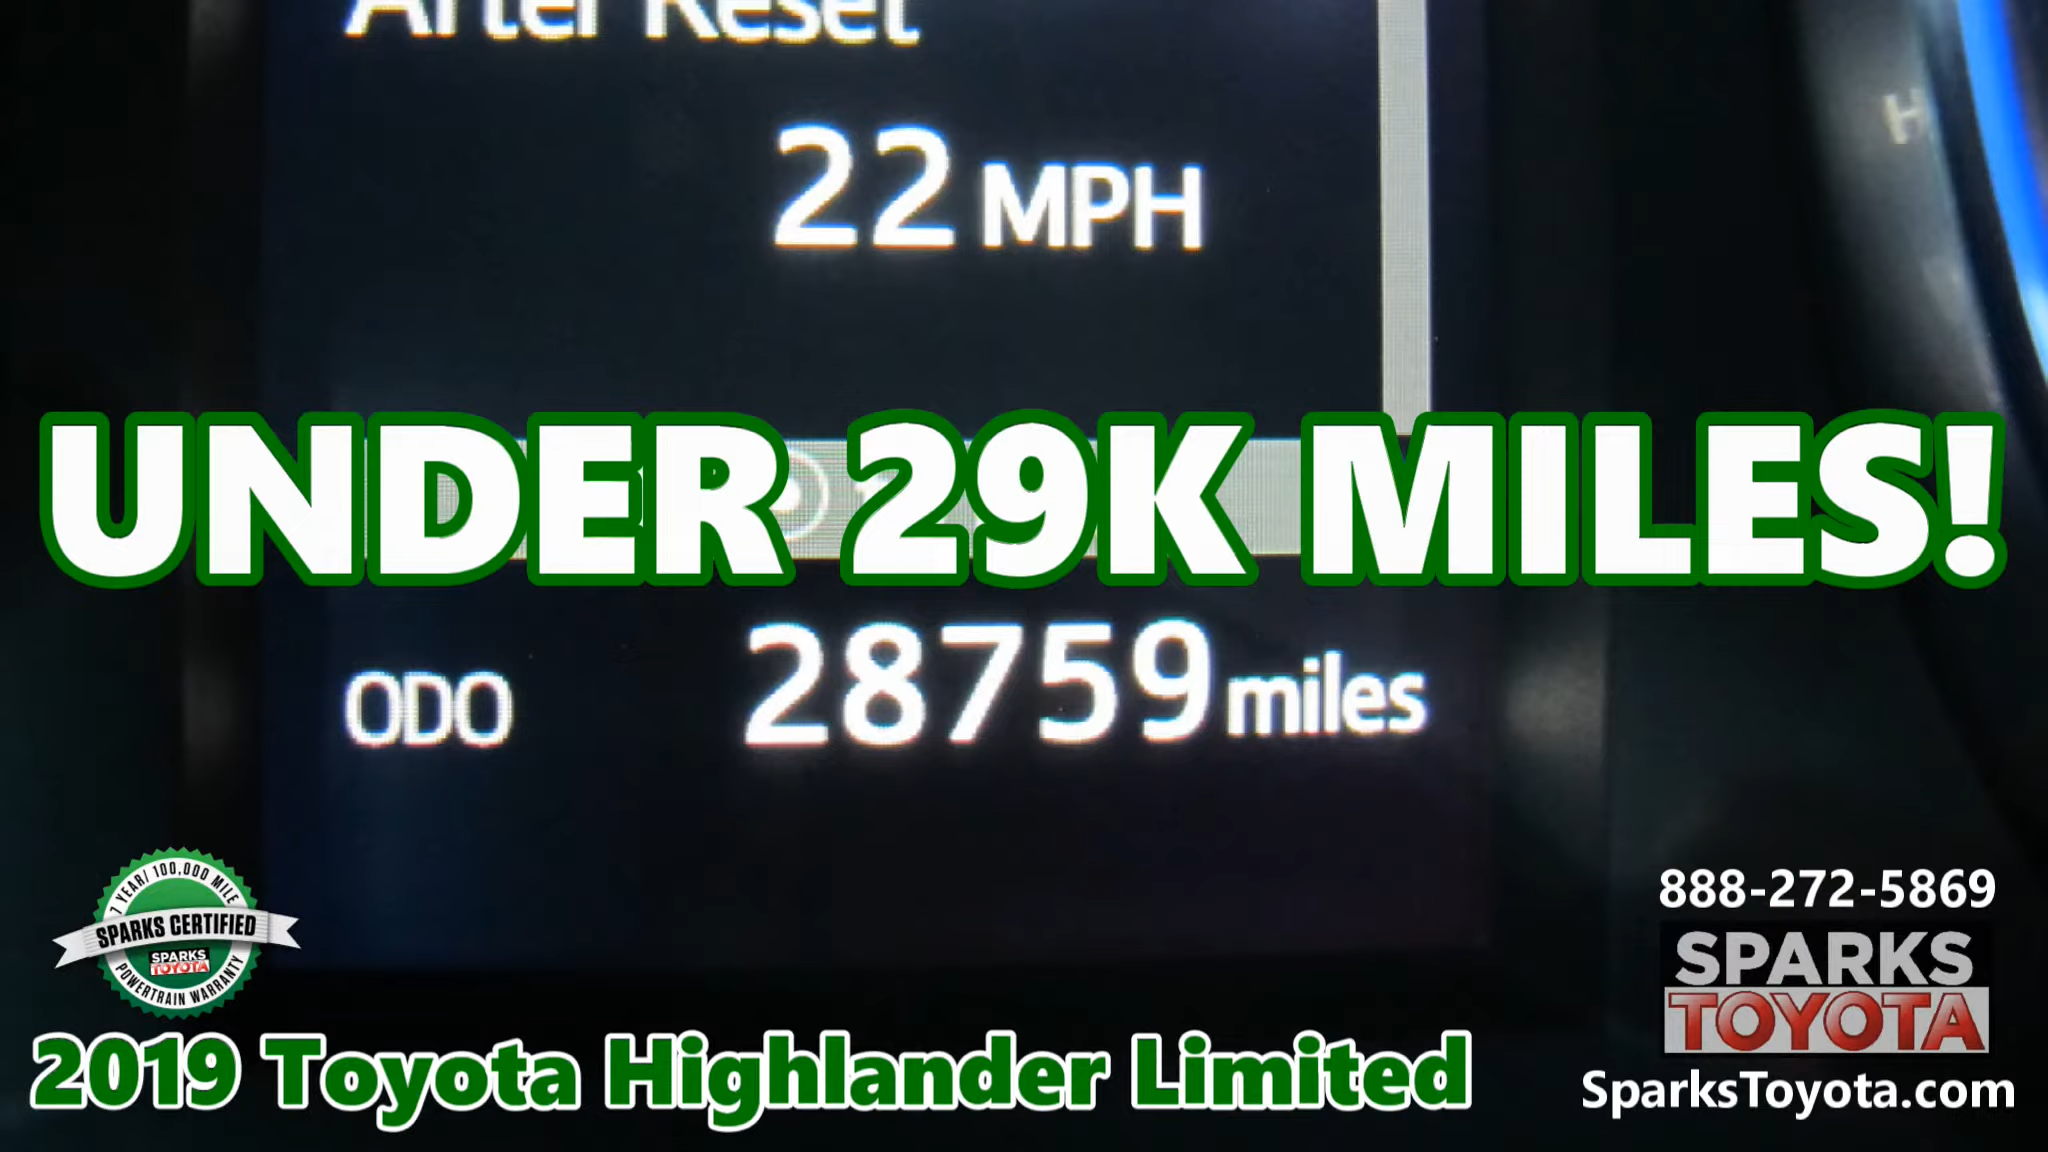 After Reset
22 MPH
H
UNDER 29K MILES!
ODO 28759 miles
7 YEAR/ 100,000 MILE
SPARKS CERTIFIED
SPARKS
TOYOTA
POWERTRAIN WARRANTY
888-272-5869
SPARKS
TOYOTA
2019 Toyota Highlander Limited
SparksToyota.com